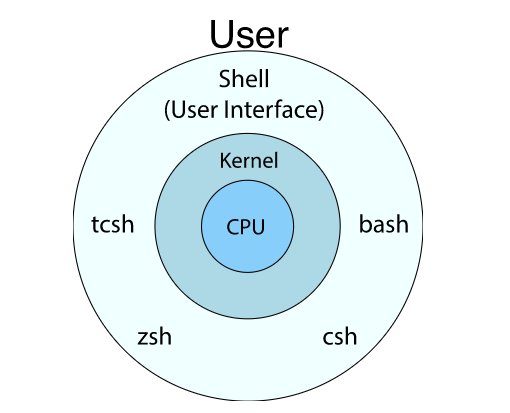 User
Shell
(User Interface)
Kernel
tcsh
CPU
bash
zsh
csh